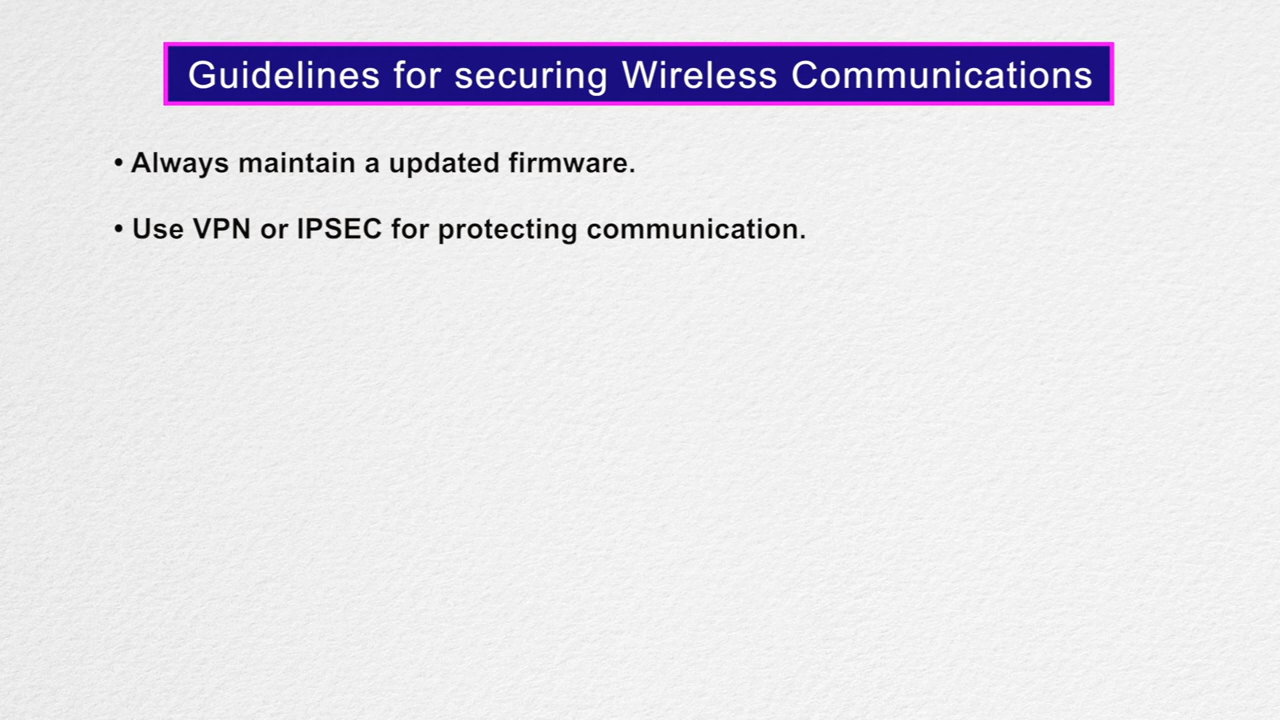 Guidelines for securing Wireless Communications
• Always maintain a updated firmware.
• Use VPN or IPSEC for protecting communication.